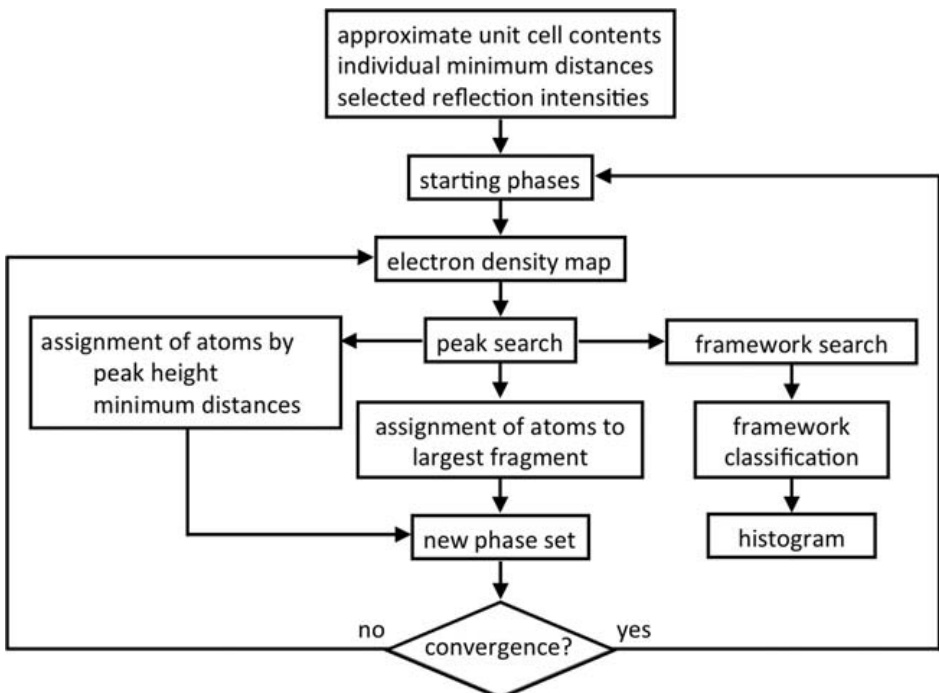 approximate unit cell contents
individual minimum distances
selected reflection intensities
starting phases
electron density map
assignment of atoms by
peak height
minimum distances
peak search
framework search
assignment of atoms to
largest fragment
framework
classification
new phase set
histogram
no
convergence?
yes